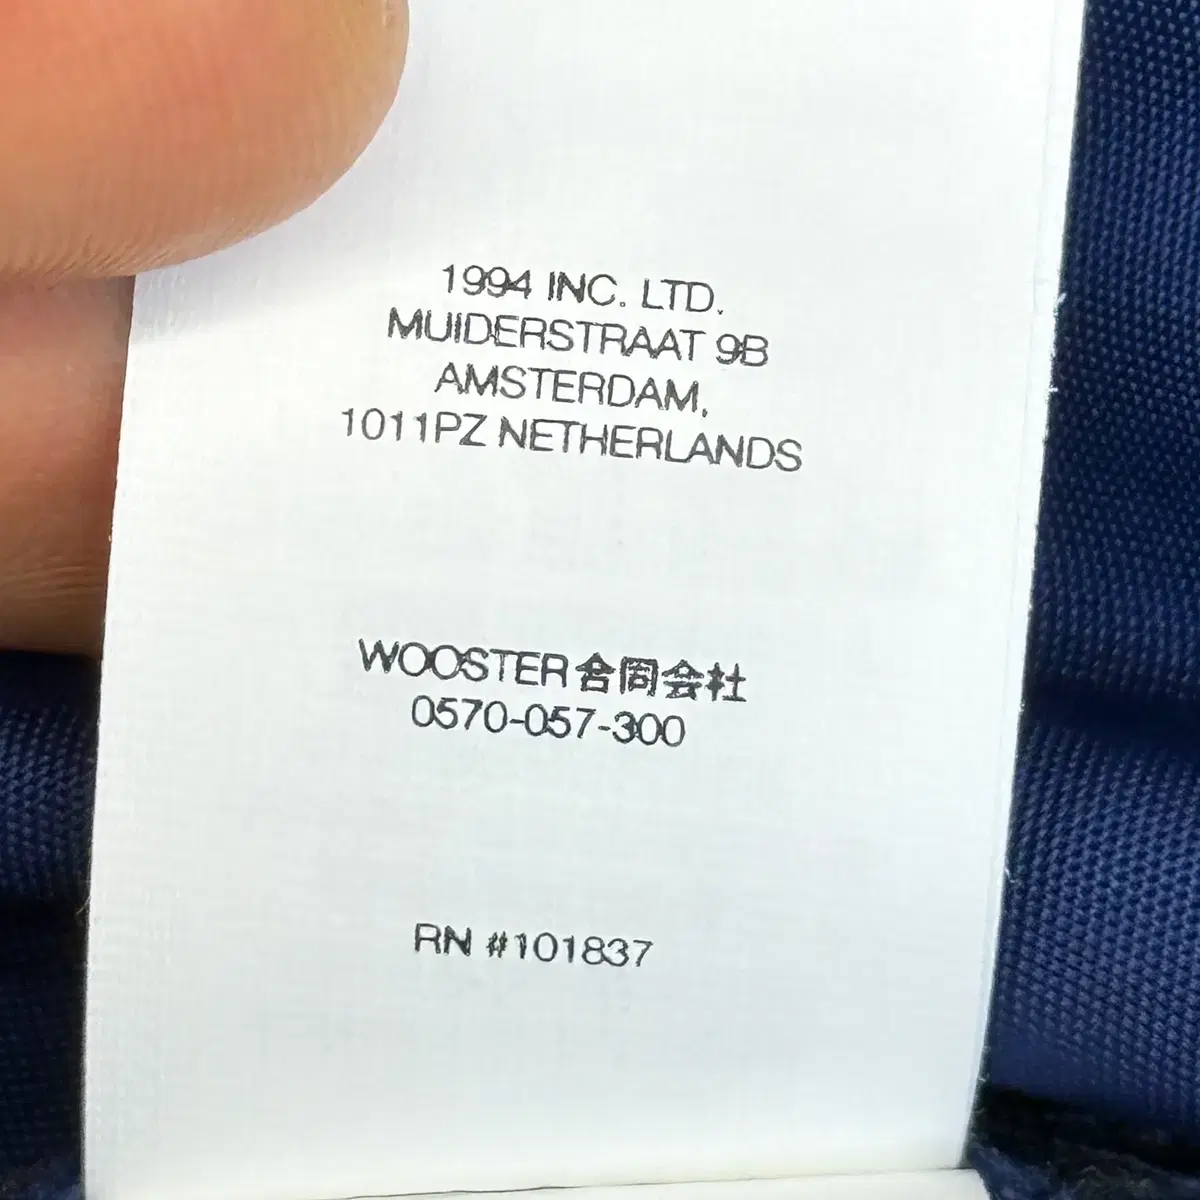 1994 INC. LTD.
MUIDERSTRAAT 9B
AMSTERDAM,
1011PZ NETHERLANDS
WOOSTER合同会社
0570-057-300
RN #101837